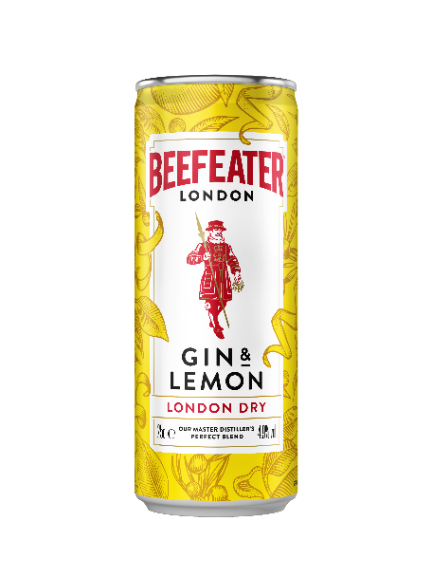 BEEFEATER
LONDON
GIN &
LEMON
LONDON DRY
OUR MASTER DISTILLER'S
PERFECT BLEND